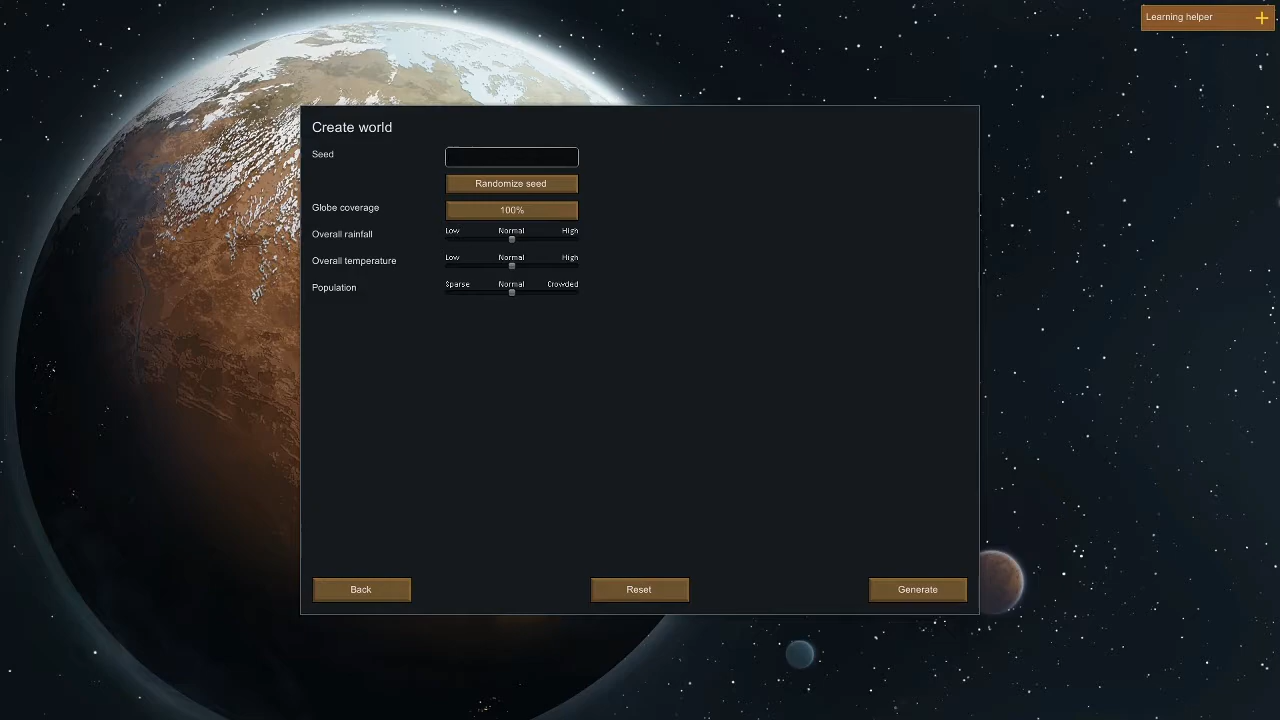 Learning helper
Create world
Seed
Randomize seed
Globe coverage 100%
Overall rainfall Low Normal High
Overall temperature Low Normal High
Population Sparse Normal Crowded
Back Reset Generate